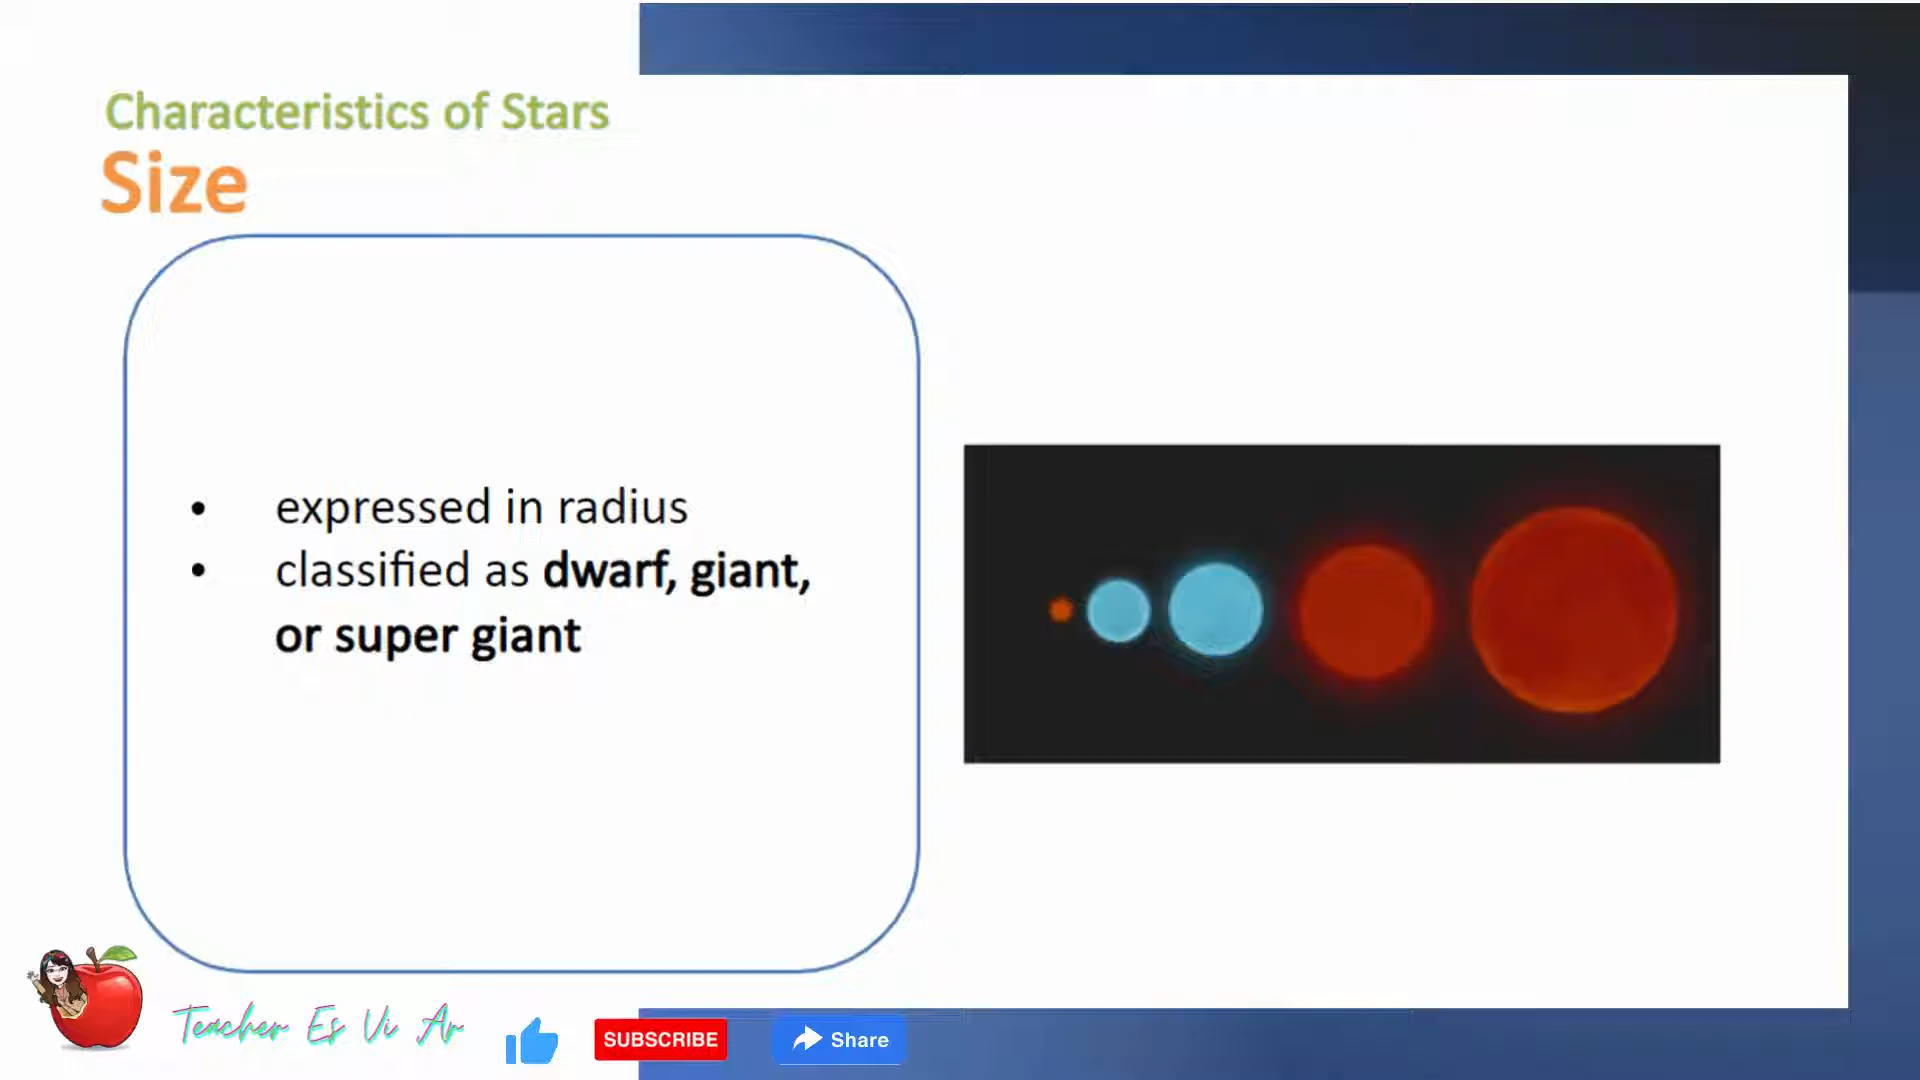 Characteristics of Stars
Size
• expressed in radius
• classified as dwarf, giant,
or super giant
Teacher Es Vi Ar
SUBSCRIBE
Share